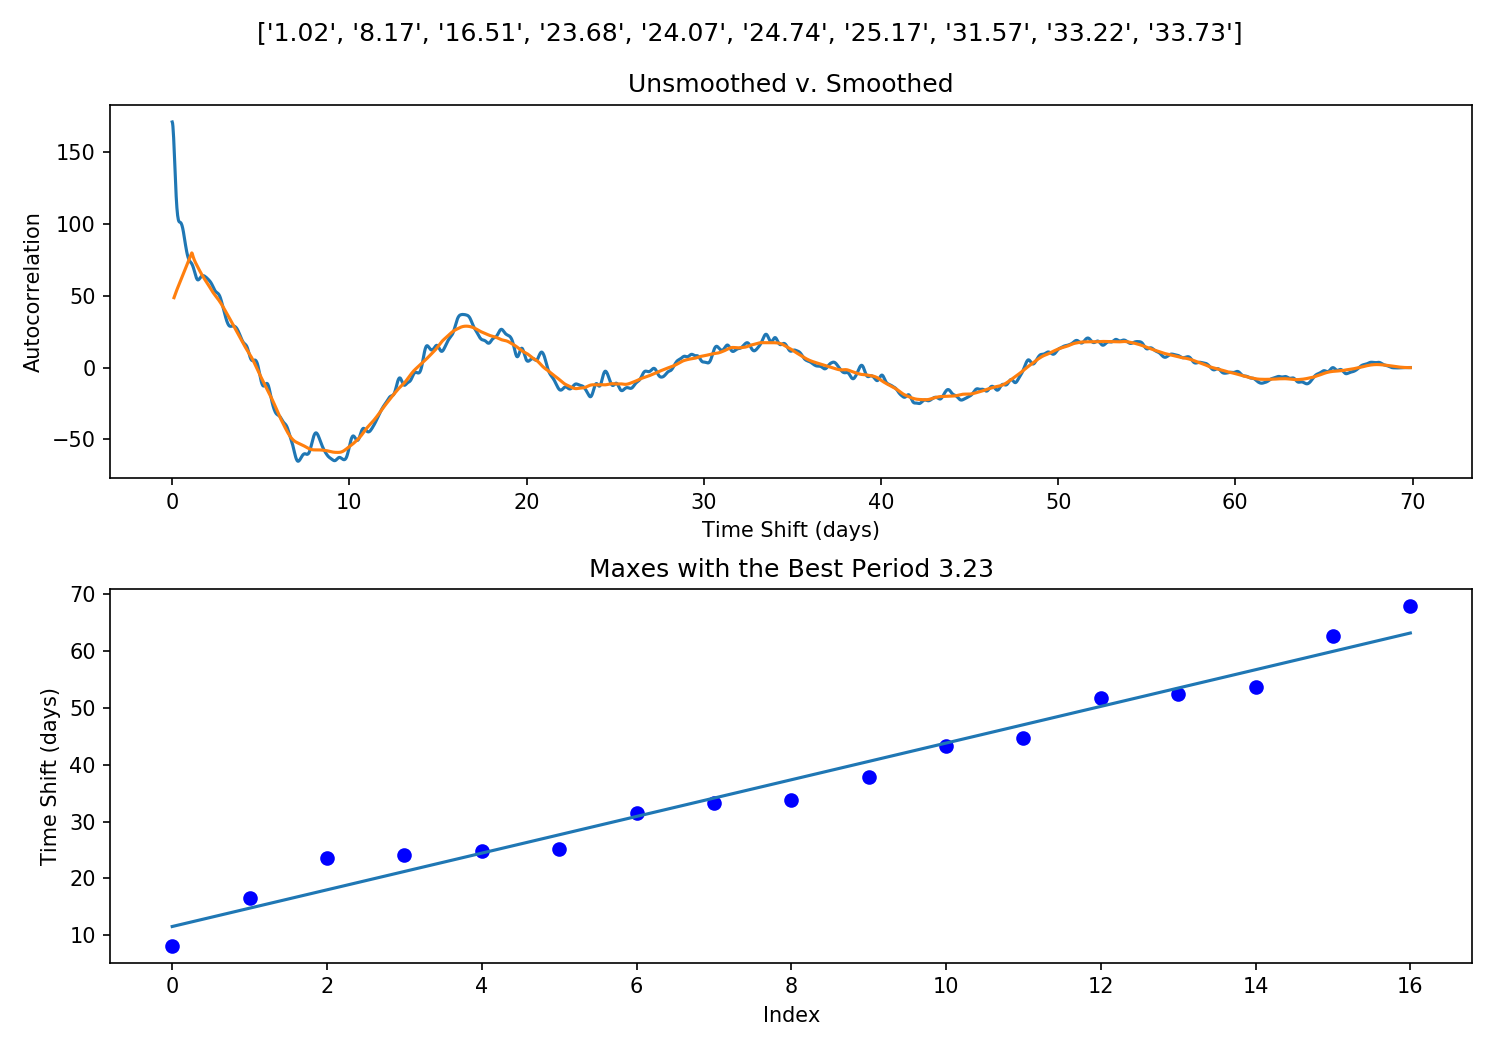 ['1.02', '8.17', '16.51', '23.68', '24.07', '24.74', '25.17', '31.57', '33.22', '33.73']
Unsmoothed v. Smoothed
Autocorrelation
150
100
50
0
−50
0 10 20 30 40 50 60 70
Time Shift (days)
Maxes with the Best Period 3.23
Time Shift (days)
70
60
50
40
30
20
10
0 2 4 6 8 10 12 14 16
Index